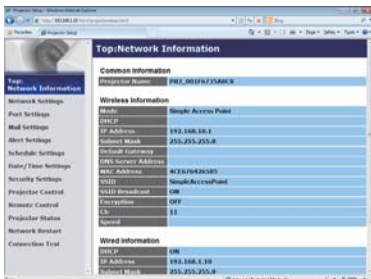 Top:Network Information
Top:
Network Information
Network Settings
Port Settings
Mail Settings
Alert Settings
Schedule Settings
Date/Time Settings
Security Settings
Projector Control
Remote Control
Projector Status
Network Restart
Connection Test
Common Information
Projector Name
Wireless Information
Mode Simple Access Point
DHCP
IP Address 192.168.10.1
Subnet Mask 255.255.255.0
Default Gateway
DNS Server Address
MAC Address
SSID SimpleAccessPoint
SSID Broadcast ON
Encryption OFF
Ch 11
Speed
Wired Information
DHCP ON
IP Address 192.168.1.10
Subnet Mask 255.255.255.0